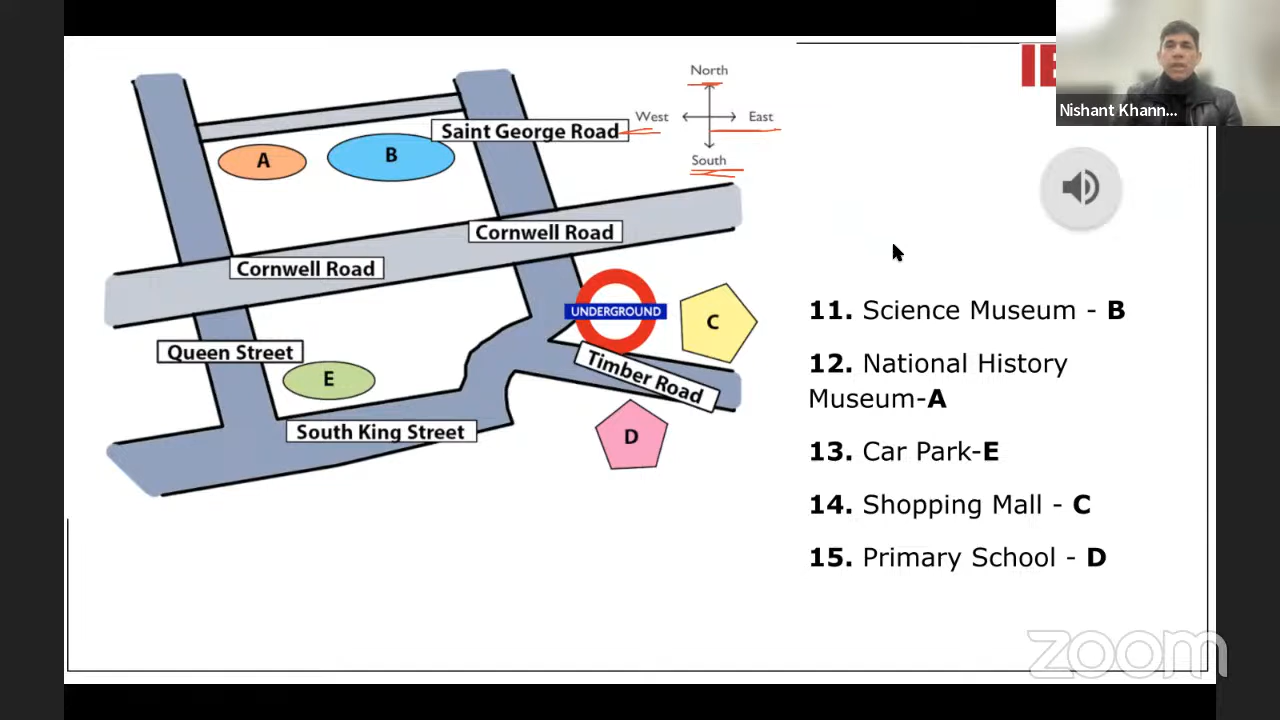 North
IE
Nishant Khann...
West
East
Saint George Road
A
B
South
Cornwell Road
Cornwell Road
UNDERGROUND
C
11. Science Museum - B
Queen Street
Timber Road
12. National History
Museum-A
E
South King Street
D
13. Car Park-E
14. Shopping Mall - C
15. Primary School - D
zoom